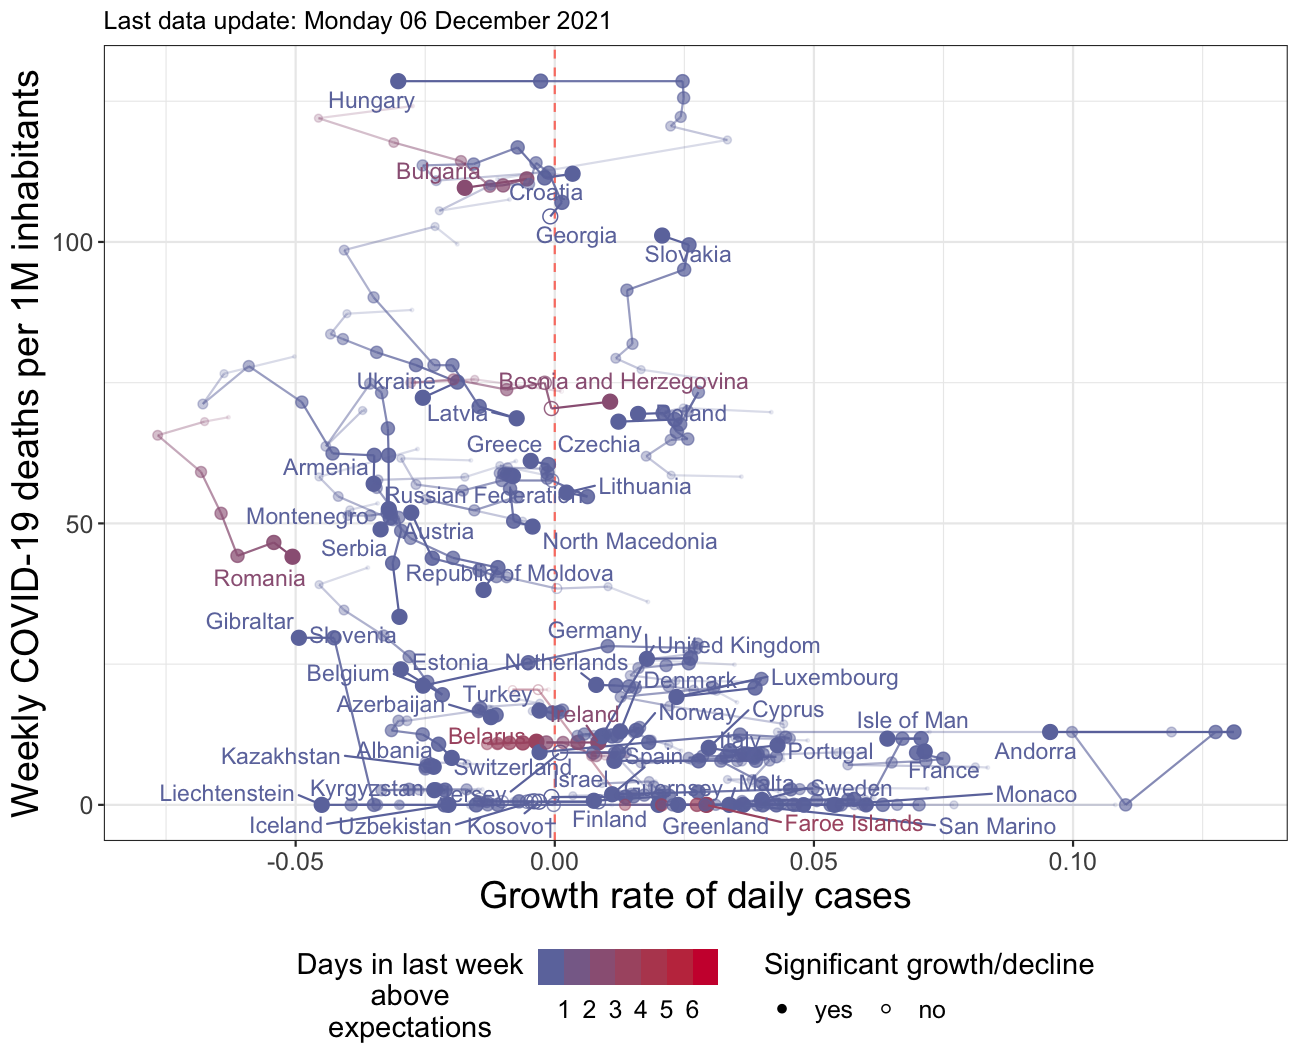 Last data update: Monday 06 December 2021
Weekly COVID-19 deaths per 1M inhabitants
Hungary
Bulgaria
Croatia
100
Georgia
Slovakia
Ukraine
Bosnia and Herzegovina
Latvia
Poland
Greece
Czechia
Armenia
Russian Federation
Lithuania
Montenegro
50
Austria
North Macedonia
Serbia
Republic of Moldova
Romania
Gibraltar
Slovenia
Germany
United Kingdom
Belgium
Estonia
Netherlands
Denmark
Luxembourg
Azerbaijan
Turkey
Ireland
Norway
Cyprus
Isle of Man
Belarus
Italy
Kazakhstan
Albania
Switzerland
Spain
Portugal
Andorra
France
Israel
Liechtenstein
Kyrgyzstan
Jersey
Guernsey
Malta
Sweden
Monaco
0
Iceland
Uzbekistan
Kosovo†
Finland
Greenland
Faroe Islands
San Marino
-0.05
0.00
0.05
0.10
Growth rate of daily cases
Days in last week
above
expectations
1 2 3 4 5 6
Significant growth/decline
yes
no